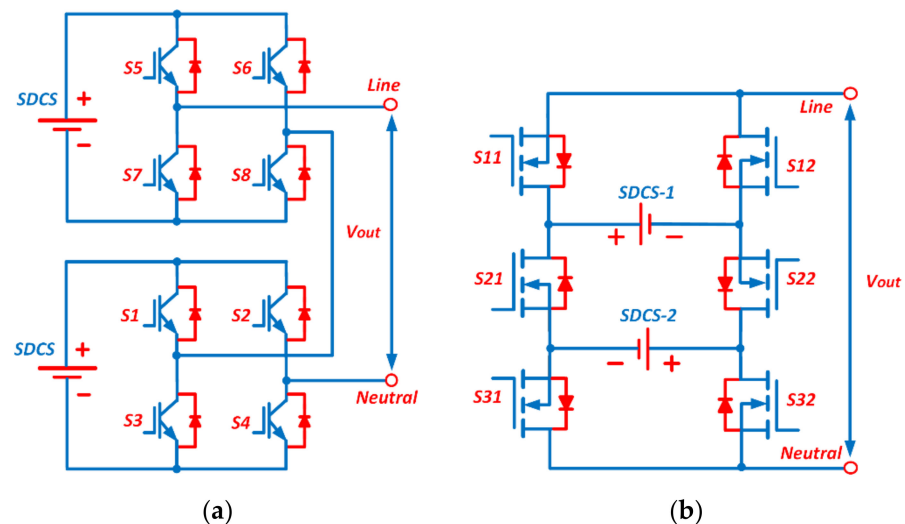 S5
S6
Line
SDCS
+
−
S7
S8
Vout
S1
S2
SDCS
+
−
S3
S4
Neutral
(a)
Line
S11
S12
SDCS-1
+
−
S21
S22
Vout
SDCS-2
−
+
S31
S32
Neutral
(b)